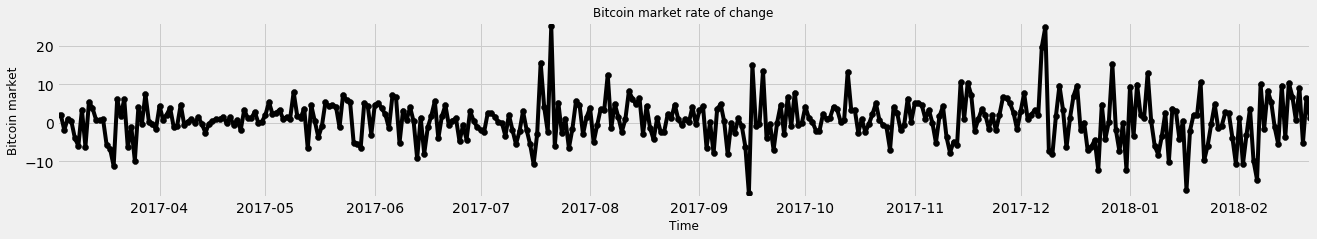 Bitcoin market rate of change
Bitcoin market
20
10
0
−10
2017-04 2017-05 2017-06 2017-07 2017-08 2017-09 2017-10 2017-11 2017-12 2018-01 2018-02
Time